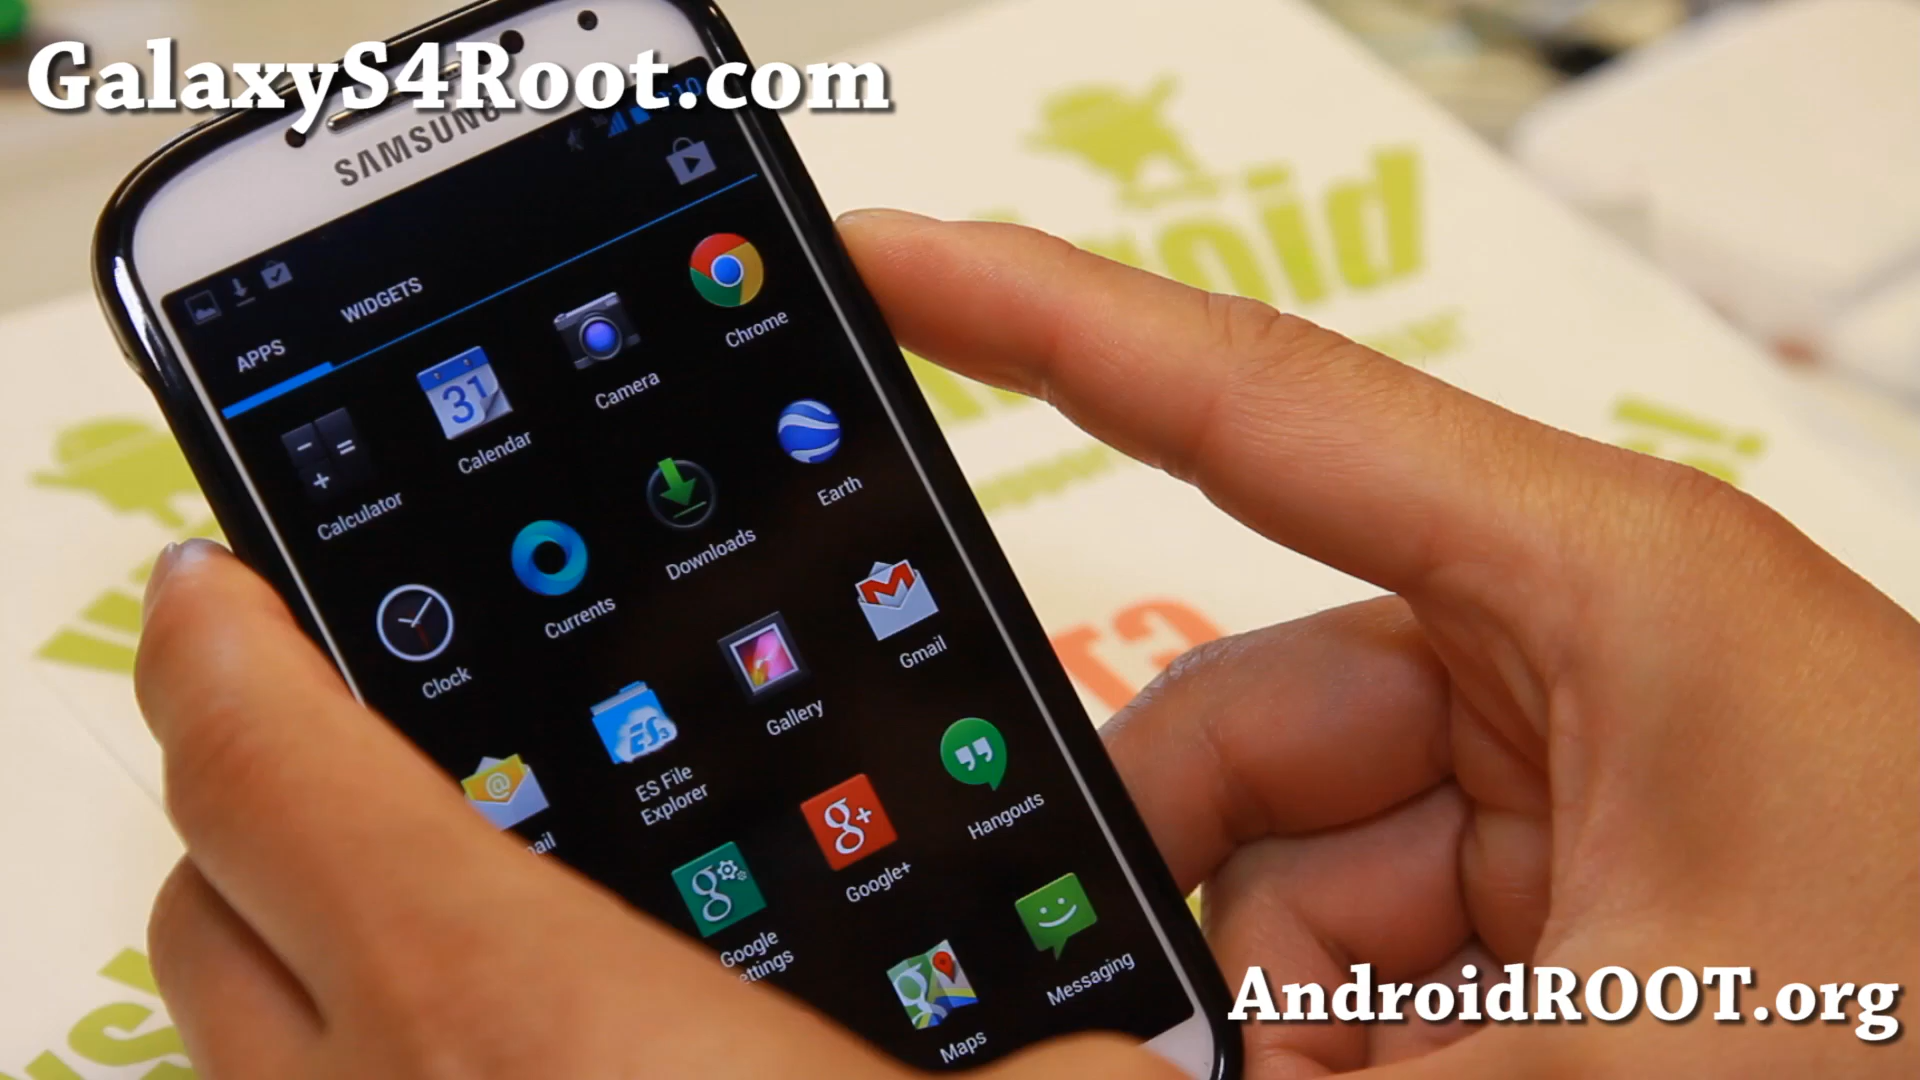 GalaxyS4Root.com
SAMSUNG
APPS
WIDGETS
31
Calculator
Calendar
Camera
Chrome
Clock
Currents
Downloads
Earth
ES File
Explorer
Gallery
Gmail
Google
Google+
Hangouts
Maps
Messaging
AndroidROOT.org